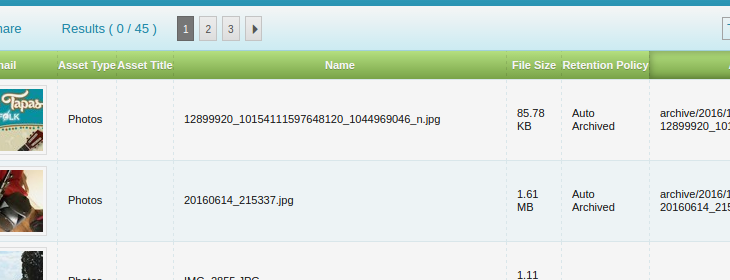 hare Results ( 0 / 45 ) 1 2 3
nail Asset Type Asset Title Name File Size Retention Policy
Tapas
FOLK
Photos 12899920_10154111597648120_1044969046_n.jpg 85.78 KB Auto Archived archive/2016/1 12899920_101
Photos 20160614_215337.jpg 1.61 MB Auto Archived archive/2016/1 20160614_215
Photos IMG_2855.JPG 1.11